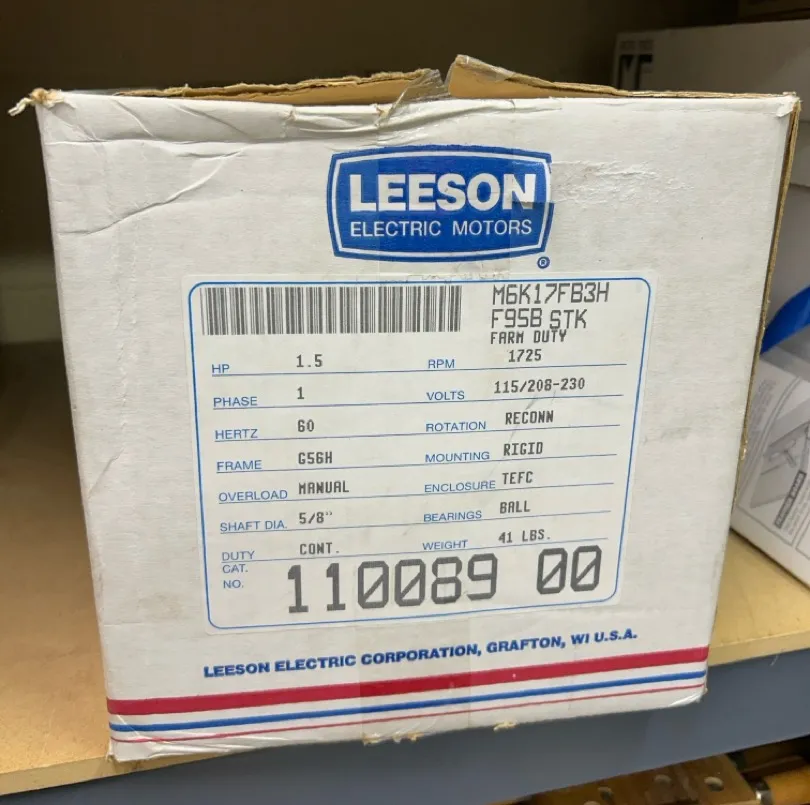 LEESON
ELECTRIC MOTORS
®
M6K17FB3H
F95B STK
FARM DUTY
HP 1.5 RPM 1725
PHASE 1 VOLTS 115/208-230
HERTZ 60 ROTATION RECONN
FRAME G56H MOUNTING RIGID
OVERLOAD MANUAL ENCLOSURE TEFC
SHAFT DIA. 5/8" BEARINGS BALL
DUTY CONT. WEIGHT 41 LBS.
CAT. NO. 110089 00
LEESON ELECTRIC CORPORATION, GRAFTON, WI U.S.A.